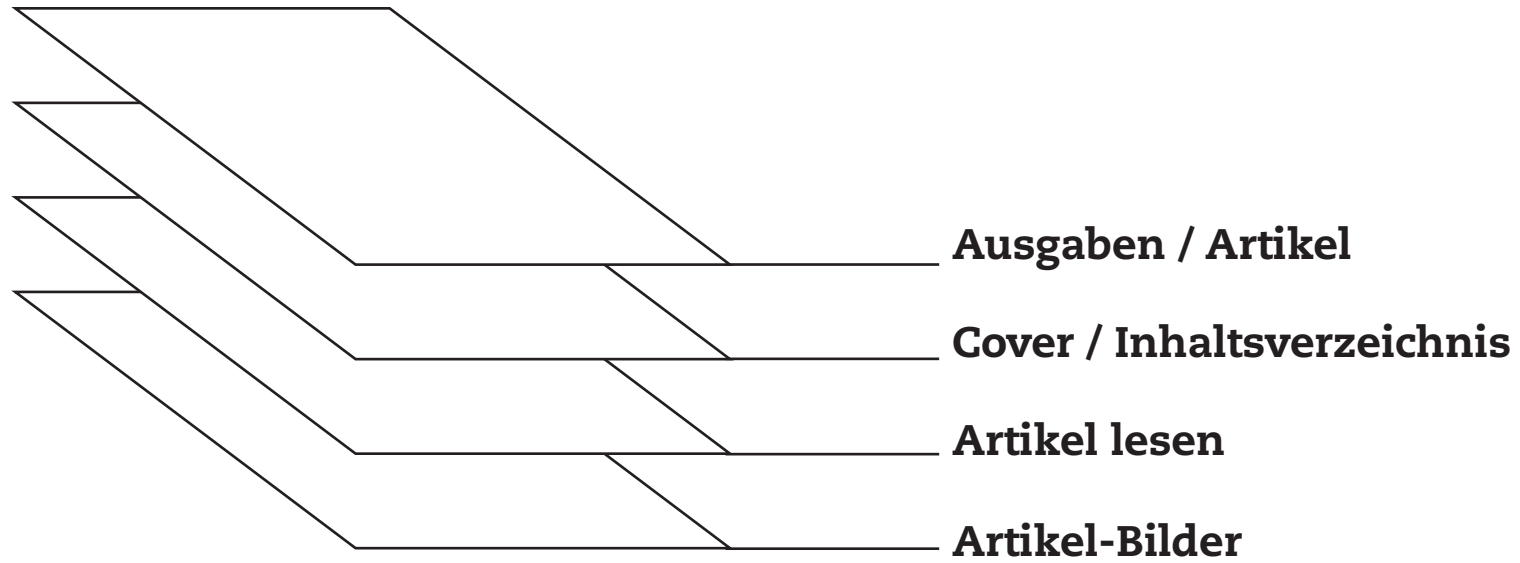 Ausgaben / Artikel
Cover / Inhaltsverzeichnis
Artikel lesen
Artikel-Bilder